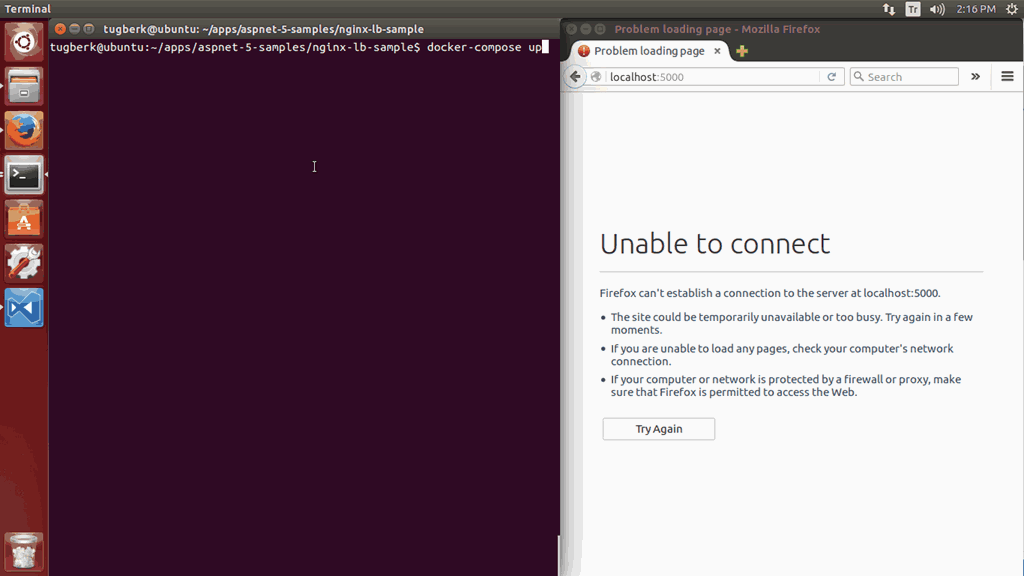 Terminal
Tr
2:16 PM
tugberk@ubuntu: ~/apps/aspnet-5-samples/nginx-lb-sample
tugberk@ubuntu:~/apps/aspnet-5-samples/nginx-lb-sample$ docker-compose up
Problem loading page - Mozilla Firefox
Problem loading page
localhost:5000
Search
Unable to connect
Firefox can't establish a connection to the server at localhost:5000.
• The site could be temporarily unavailable or too busy. Try again in a few
moments.
• If you are unable to load any pages, check your computer's network
connection.
• If your computer or network is protected by a firewall or proxy, make
sure that Firefox is permitted to access the Web.
Try Again